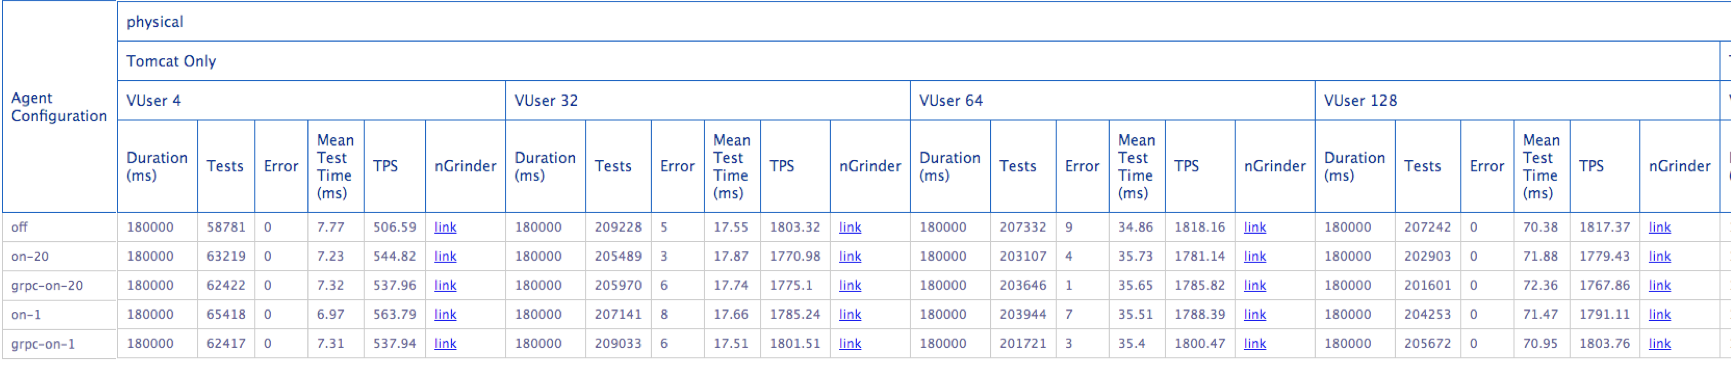 physical
Tomcat Only
Agent Configuration
VUser 4 VUser 32 VUser 64 VUser 128
Duration (ms) Tests Error Mean Test Time (ms) TPS nGrinder Duration (ms) Tests Error Mean Test Time (ms) TPS nGrinder Duration (ms) Tests Error Mean Test Time (ms) TPS nGrinder Duration (ms) Tests Error Mean Test Time (ms) TPS nGrinder
off 180000 58781 0 7.77 506.59 link 180000 209228 5 17.55 1803.32 link 180000 207332 9 34.86 1818.16 link 180000 207242 0 70.38 1817.37 link
on-20 180000 63219 0 7.23 544.82 link 180000 205489 3 17.87 1770.98 link 180000 203107 4 35.73 1781.14 link 180000 202903 0 71.88 1779.43 link
grpc-on-20 180000 62422 0 7.32 537.96 link 180000 205970 6 17.74 1775.1 link 180000 203646 1 35.65 1785.82 link 180000 201601 0 72.36 1767.86 link
on-1 180000 65418 0 6.97 563.79 link 180000 207141 8 17.66 1785.24 link 180000 203944 7 35.51 1788.39 link 180000 204253 0 71.47 1791.11 link
grpc-on-1 180000 62417 0 7.31 537.94 link 180000 209033 6 17.51 1801.51 link 180000 201721 3 35.4 1800.47 link 180000 205672 0 70.95 1803.76 link